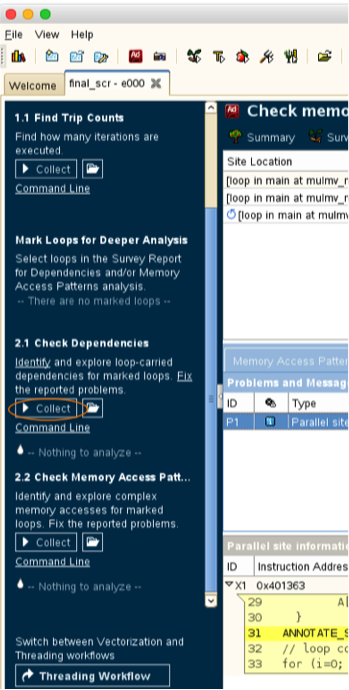 File View Help
Welcome
final_scr - e000
1.1 Find Trip Counts
Find how many iterations are
executed.
Collect
Command Line
Mark Loops for Deeper Analysis
Select loops in the Survey Report
for Dependencies and/or Memory
Access Patterns analysis.
-- There are no marked loops --
2.1 Check Dependencies
Identify and explore loop-carried
dependencies for marked loops. Fix
the reported problems.
Collect
Command Line
-- Nothing to analyze --
2.2 Check Memory Access Patt...
Identify and explore complex
memory accesses for marked
loops. Fix the reported problems.
Collect
Command Line
-- Nothing to analyze --
Switch between Vectorization and
Threading workflows
Threading Workflow
Check memo
Summary Surv
Site Location
[loop in main at mulmv_r
[loop in main at mulmv_r
[loop in main at mulmv
Memory Access Patter
Problems and Messag
ID Type
P1 Parallel site
Parallel site informati
ID Instruction Addres
X1 0x401363
29 A[
30 }
31 ANNOTATE_S
32 // loop co
33 for (i=0;